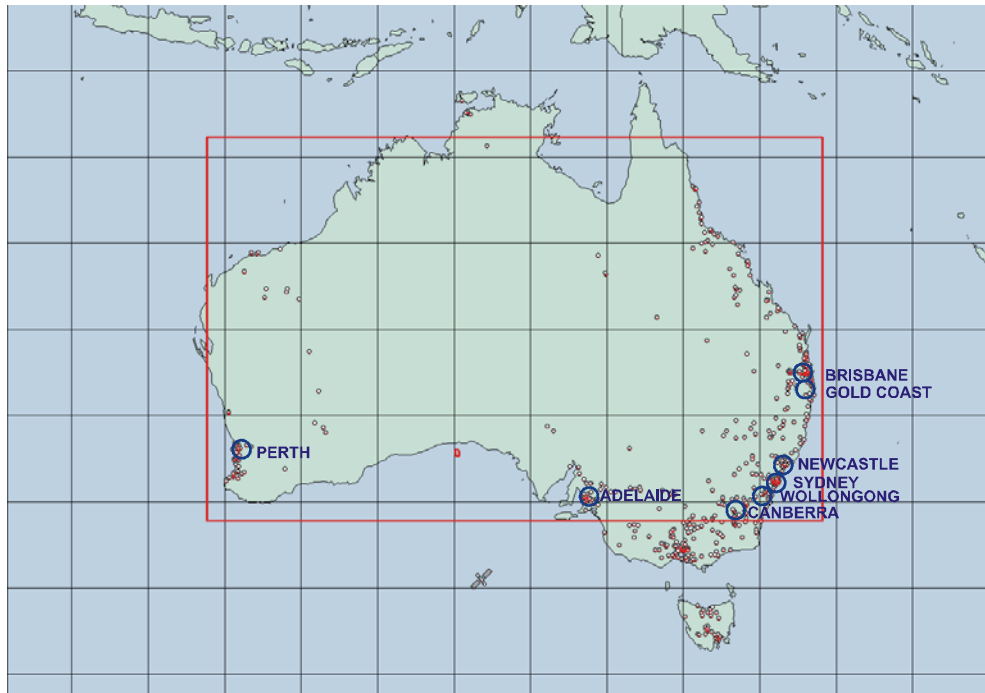 BRISBANE
GOLD COAST
PERTH
NEWCASTLE
SYDNEY
ADELAIDE
WOLLONGONG
CANBERRA